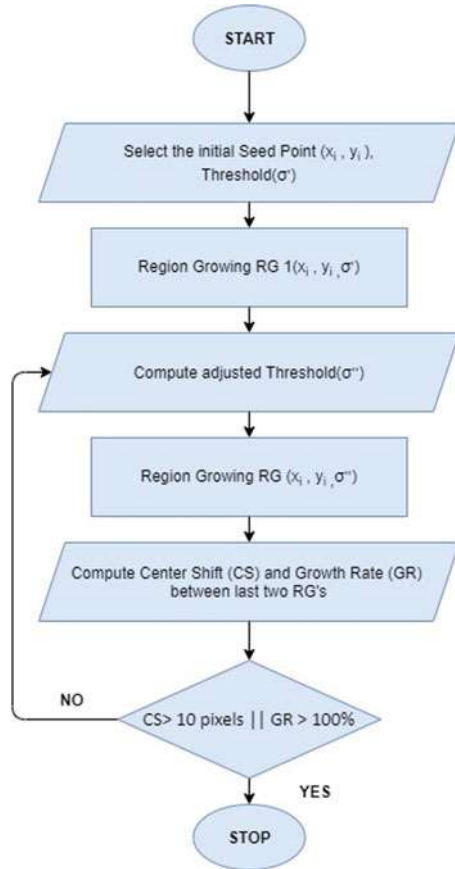 START
Select the initial Seed Point (xᵢ , yᵢ ),
Threshold(σ')
Region Growing RG 1(xᵢ , yᵢ ,σ')
Compute adjusted Threshold(σ'')
Region Growing RG (xᵢ , yᵢ ,σ'')
Compute Center Shift (CS) and Growth Rate (GR)
between last two RG's
NO
CS> 10 pixels || GR > 100%
YES
STOP